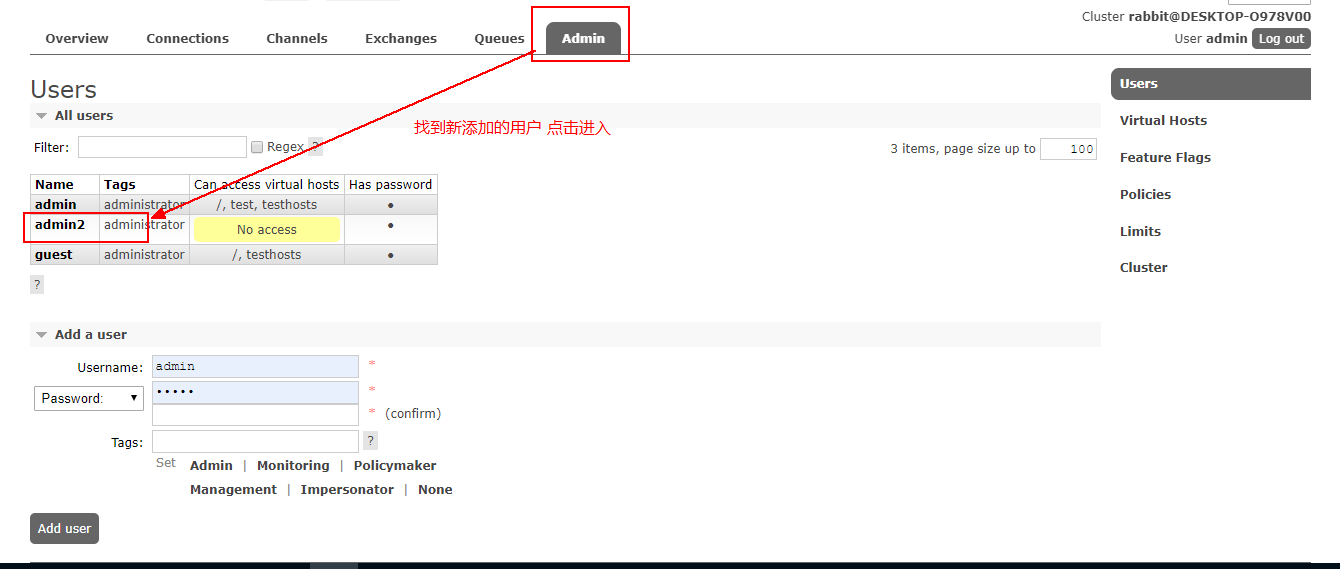 Cluster rabbit@DESKTOP-O978V00
User admin Log out
Overview Connections Channels Exchanges Queues Admin
Users
All users
找到新添加的用户 点击进入
Filter: Regex ?
3 items, page size up to 100
Name Tags Can access virtual hosts Has password
admin administrator /, test, testhosts ●
admin2 administrator No access ●
guest administrator /, testhosts ●
?
Add a user
Username: admin *
Password: ••••• *
* (confirm)
Tags: ?
Set Admin | Monitoring | Policymaker
Management | Impersonator | None
Add user
Users
Virtual Hosts
Feature Flags
Policies
Limits
Cluster